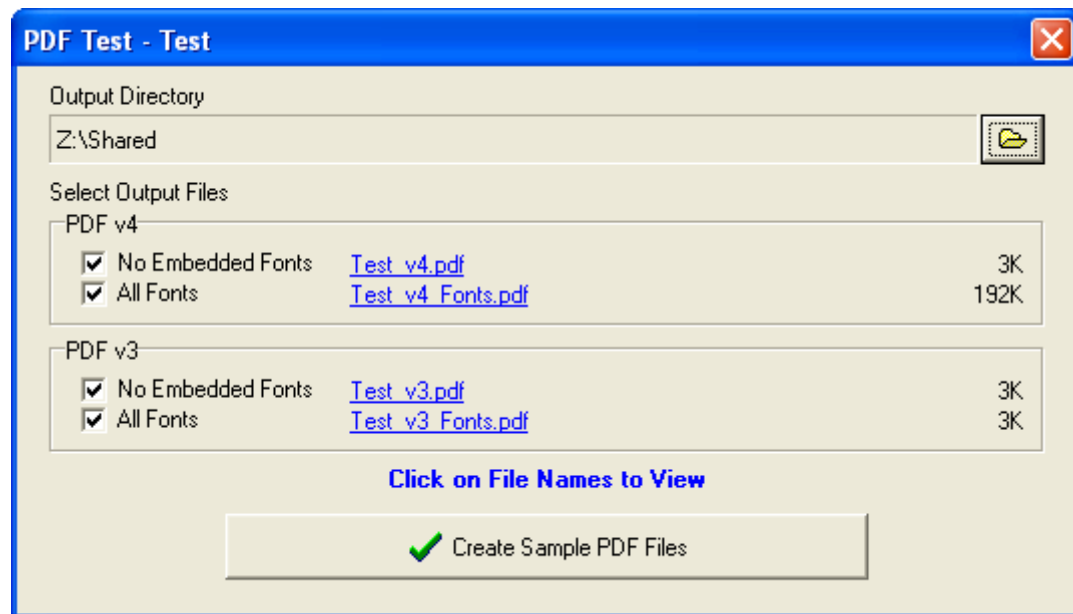 PDF Test - Test
Output Directory
Z:\Shared
Select Output Files
PDF v4
No Embedded Fonts Test_v4.pdf 3K
All Fonts Test_v4_Fonts.pdf 192K
PDF v3
No Embedded Fonts Test_v3.pdf 3K
All Fonts Test_v3_Fonts.pdf 3K
Click on File Names to View
Create Sample PDF Files